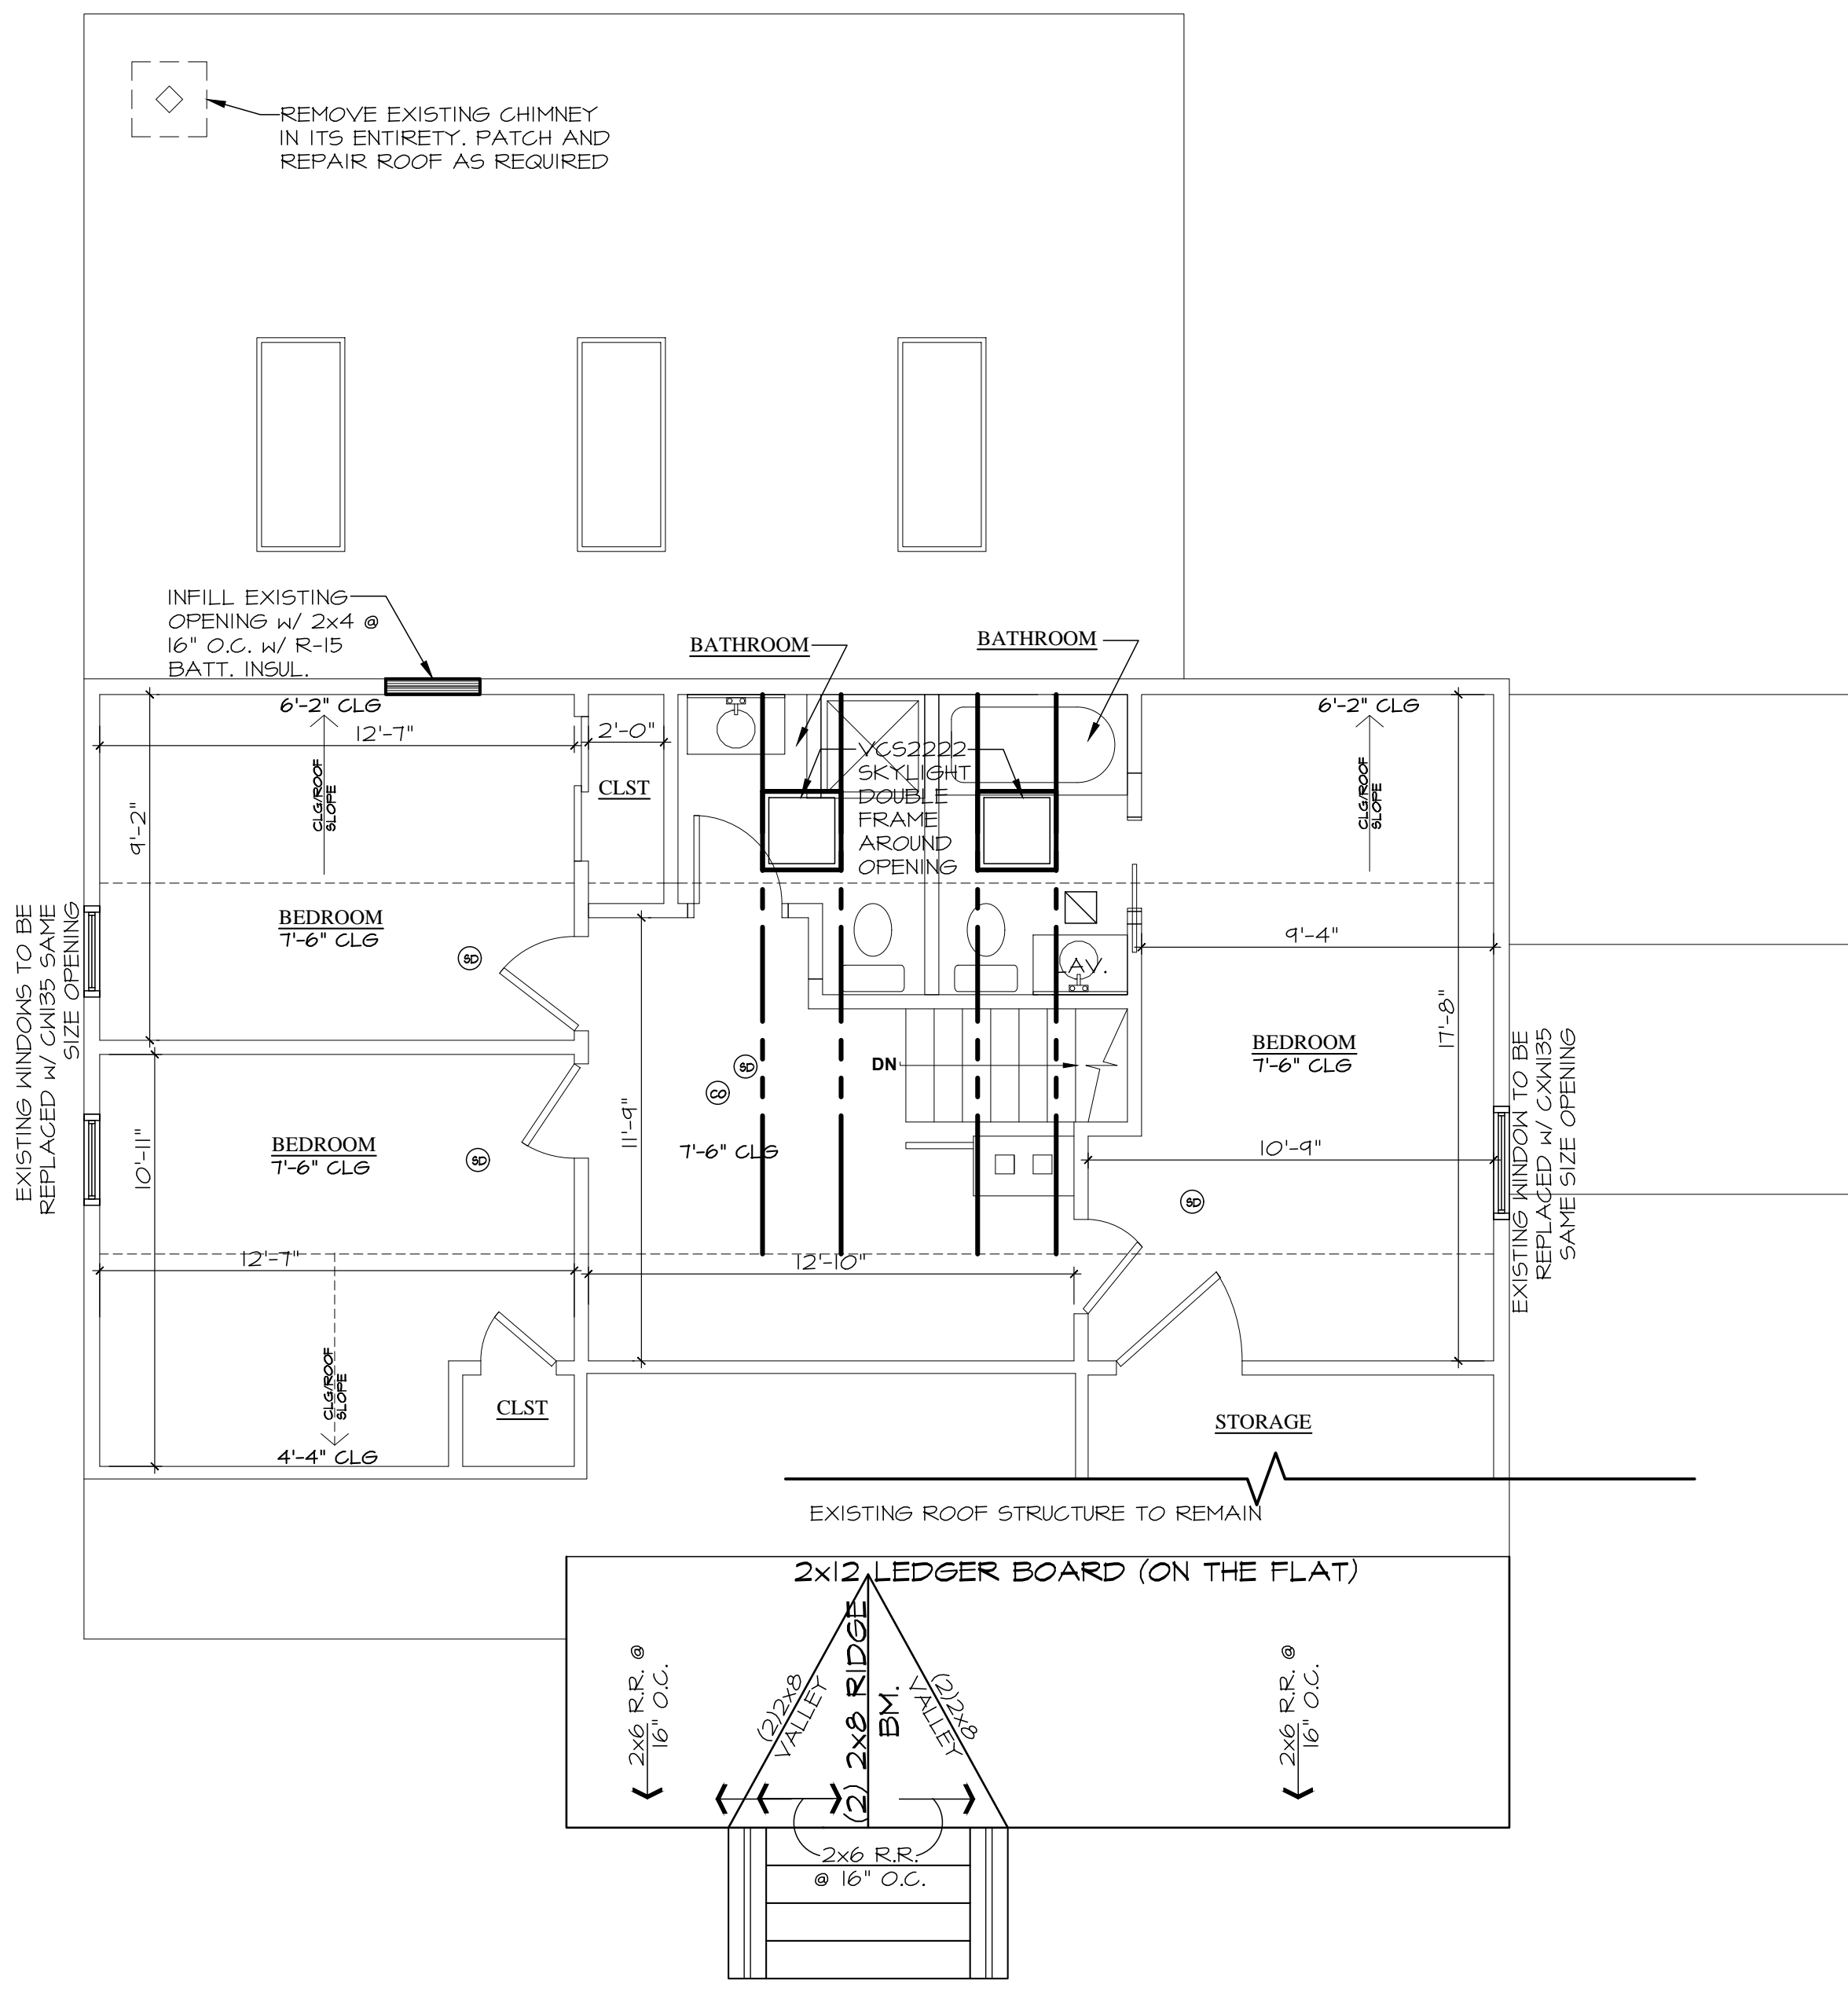 REMOVE EXISTING CHIMNEY
IN ITS ENTIRETY. PATCH AND
REPAIR ROOF AS REQUIRED
INFILL EXISTING
OPENING W/ 2x4 @
16" O.C. W/ R-15
BATT. INSUL.
BATHROOM
BATHROOM
6'-2" CLG
12'-7"
CLG/ROOF
SLOPE
9'-2"
2'-0"
CLST
VCS2222
SKYLIGHT
DOUBLE
FRAME
AROUND
OPENING
6'-2" CLG
CLG/ROOF
SLOPE
EXISTING WINDOWS TO BE
REPLACED W/ CW135 SAME
SIZE OPENING
BEDROOM
7'-6" CLG
SD
LAV.
9'-4"
17'-8"
BEDROOM
7'-6" CLG
DN
SD
CO
11'-9"
7'-6" CLG
BEDROOM
7'-6" CLG
SD
10'-11"
10'-9"
SD
EXISTING WINDOW TO BE
REPLACED W/ CXW135
SAME SIZE OPENING
12'-7"
12'-10"
CLG/ROOF
SLOPE
4'-4" CLG
CLST
STORAGE
EXISTING ROOF STRUCTURE TO REMAIN
2x12 LEDGER BOARD (ON THE FLAT)
2x6 R.R. @
16" O.C.
(2)2x8
VALLEY
(2) 2x8 RIDGE
BM.
(2)2x8
VALLEY
2x6 R.R. @
16" O.C.
2x6 R.R.
@ 16" O.C.